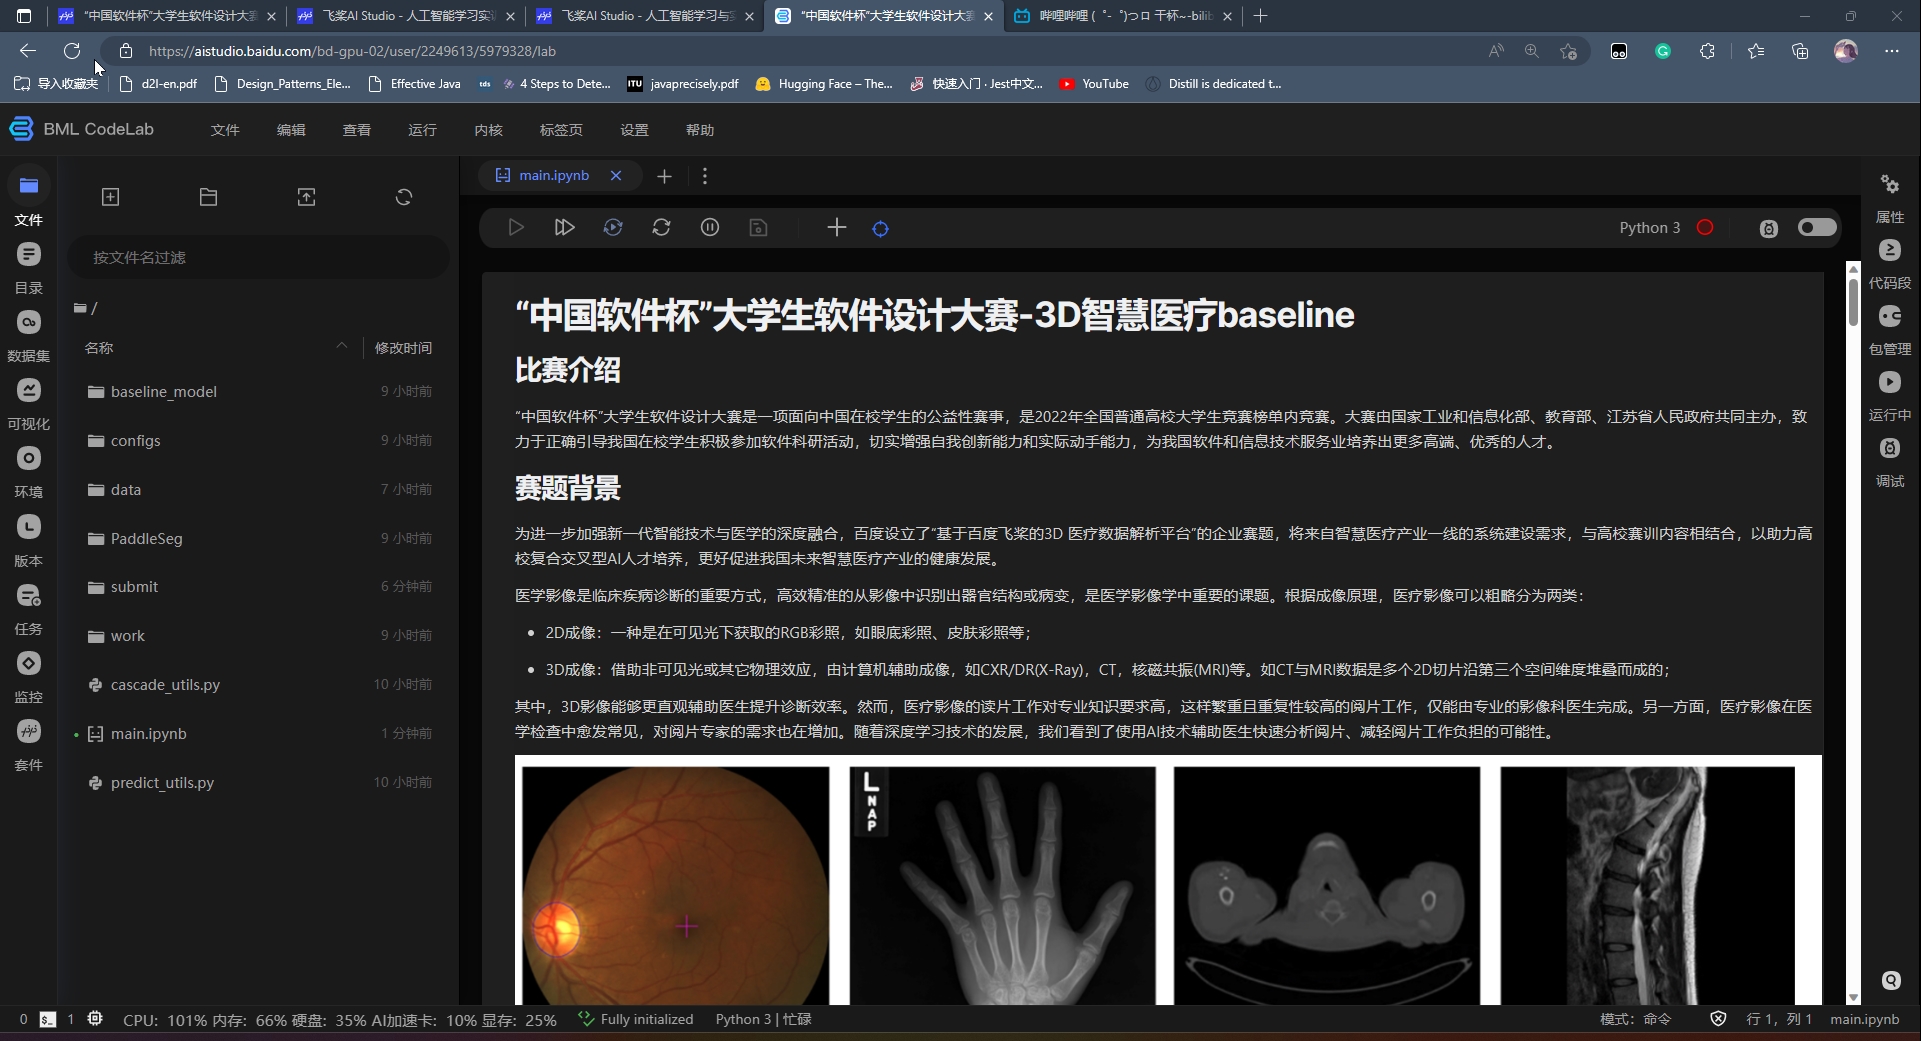 "中国软件杯"大学生软件设计大赛
飞桨AI Studio - 人工智能学习实训
飞桨AI Studio - 人工智能学习与实
"中国软件杯"大学生软件设计大赛
哔哩哔哩 (゜-゜)つロ 干杯~-bilib
https://aistudio.baidu.com/bd-gpu-02/user/2249613/5979328/lab
导入收藏夹
d2l-en.pdf
Design_Patterns_Ele...
Effective Java
tds
4 Steps to Dete...
ITU
javaprecisely.pdf
Hugging Face – The...
快速入门 · Jest中文...
YouTube
Distill is dedicated t...
BML CodeLab
文件
编辑
查看
运行
内核
标签页
设置
帮助
文件
目录
数据集
可视化
环境
版本
任务
监控
套件
按文件名过滤
/
名称
修改时间
baseline_model 9 小时前
configs 9 小时前
data 7 小时前
PaddleSeg 9 小时前
submit 6 分钟前
work 9 小时前
cascade_utils.py 10 小时前
main.ipynb 1 分钟前
predict_utils.py 10 小时前
main.ipynb
Python 3
“中国软件杯”大学生软件设计大赛-3D智慧医疗baseline
比赛介绍
“中国软件杯”大学生软件设计大赛是一项面向中国在校学生的公益性赛事，是2022年全国普通高校大学生竞赛榜单内竞赛。大赛由国家工业和信息化部、教育部、江苏省人民政府共同主办，致
力于正确引导我国在校学生积极参加软件科研活动，切实增强自我创新能力和实际动手能力，为我国软件和信息技术服务业培养出更多高端、优秀的人才。
赛题背景
为进一步加强新一代智能技术与医学的深度融合，百度设立了“基于百度飞桨的3D 医疗数据解析平台”的企业赛题，将来自智慧医疗产业一线的系统建设需求，与高校赛训内容相结合，以助力高
校复合交叉型AI人才培养，更好促进我国未来智慧医疗产业的健康发展。
医学影像是临床疾病诊断的重要方式，高效精准的从影像中识别出器官结构或病变，是医学影像学中重要的课题。根据成像原理，医疗影像可以粗略分为两类：
• 2D成像：一种是在可见光下获取的RGB彩照，如眼底彩照、皮肤彩照等；
• 3D成像：借助非可见光或其它物理效应，由计算机辅助成像，如CXR/DR(X-Ray)，CT，核磁共振(MRI)等。如CT与MRI数据是多个2D切片沿第三个空间维度堆叠而成的；
其中，3D影像能够更直观辅助医生提升诊断效率。然而，医疗影像的读片工作对专业知识要求高，这样繁重且重复性较高的阅片工作，仅能由专业的影像科医生完成。另一方面，医疗影像在医
学检查中愈发常见，对阅片专家的需求也在增加。随着深度学习技术的发展，我们看到了使用AI技术辅助医生快速分析阅片、减轻阅片工作负担的可能性。
L
N
A
P
属性
代码段
包管理
运行中
调试
0
1
CPU: 101% 内存: 66% 硬盘: 35% AI加速卡: 10% 显存: 25%
Fully initialized
Python 3 | 忙碌
模式：命令
行 1，列 1
main.ipynb